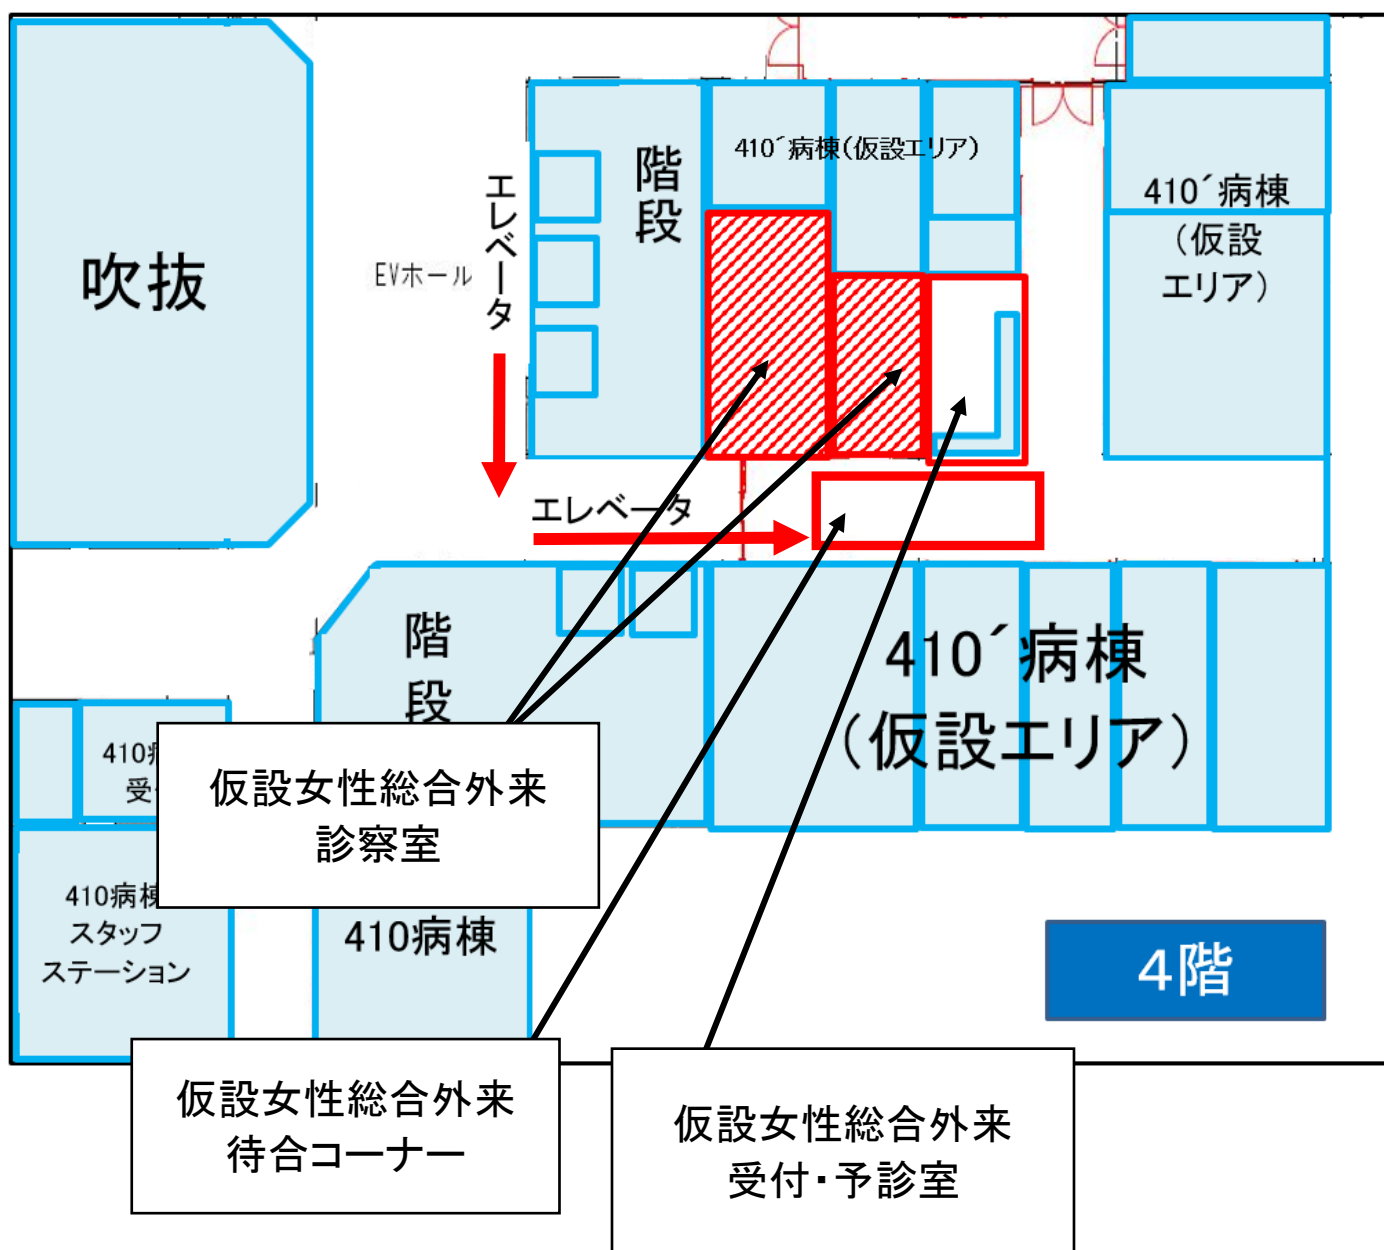 410´病棟(仮設エリア)
階
段
エレベータ
410´病棟
(仮設
エリア)
吹抜
EVホール
エレベータ
階
段
410´病棟
(仮設エリア)
410病
受
仮設女性総合外来
診察室
410病棟
スタッフ
ステーション
410病棟
4階
仮設女性総合外来
待合コーナー
仮設女性総合外来
受付・予診室